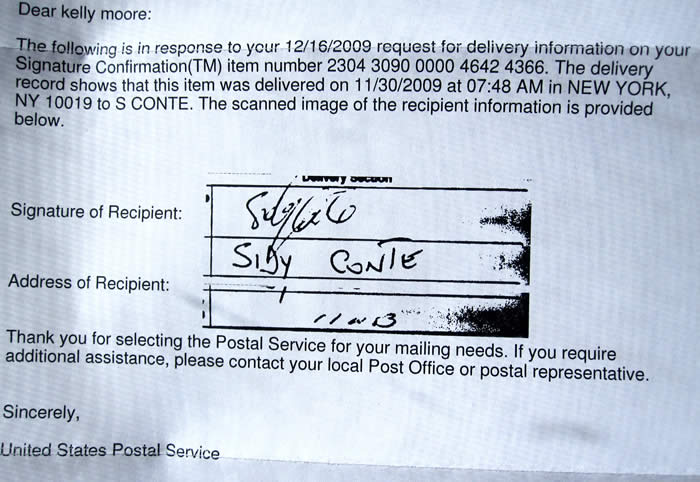 Dear kelly moore:
The following is in response to your 12/16/2009 request for delivery information on your
Signature Confirmation(TM) item number 2304 3090 0000 4642 4366. The delivery
record shows that this item was delivered on 11/30/2009 at 07:48 AM in NEW YORK,
NY 10019 to S CONTE. The scanned image of the recipient information is provided
below.
Delivery Section
Signature of Recipient:
SIDY CONTE
Address of Recipient:
Thank you for selecting the Postal Service for your mailing needs. If you require
additional assistance, please contact your local Post Office or postal representative.
Sincerely,
United States Postal Service